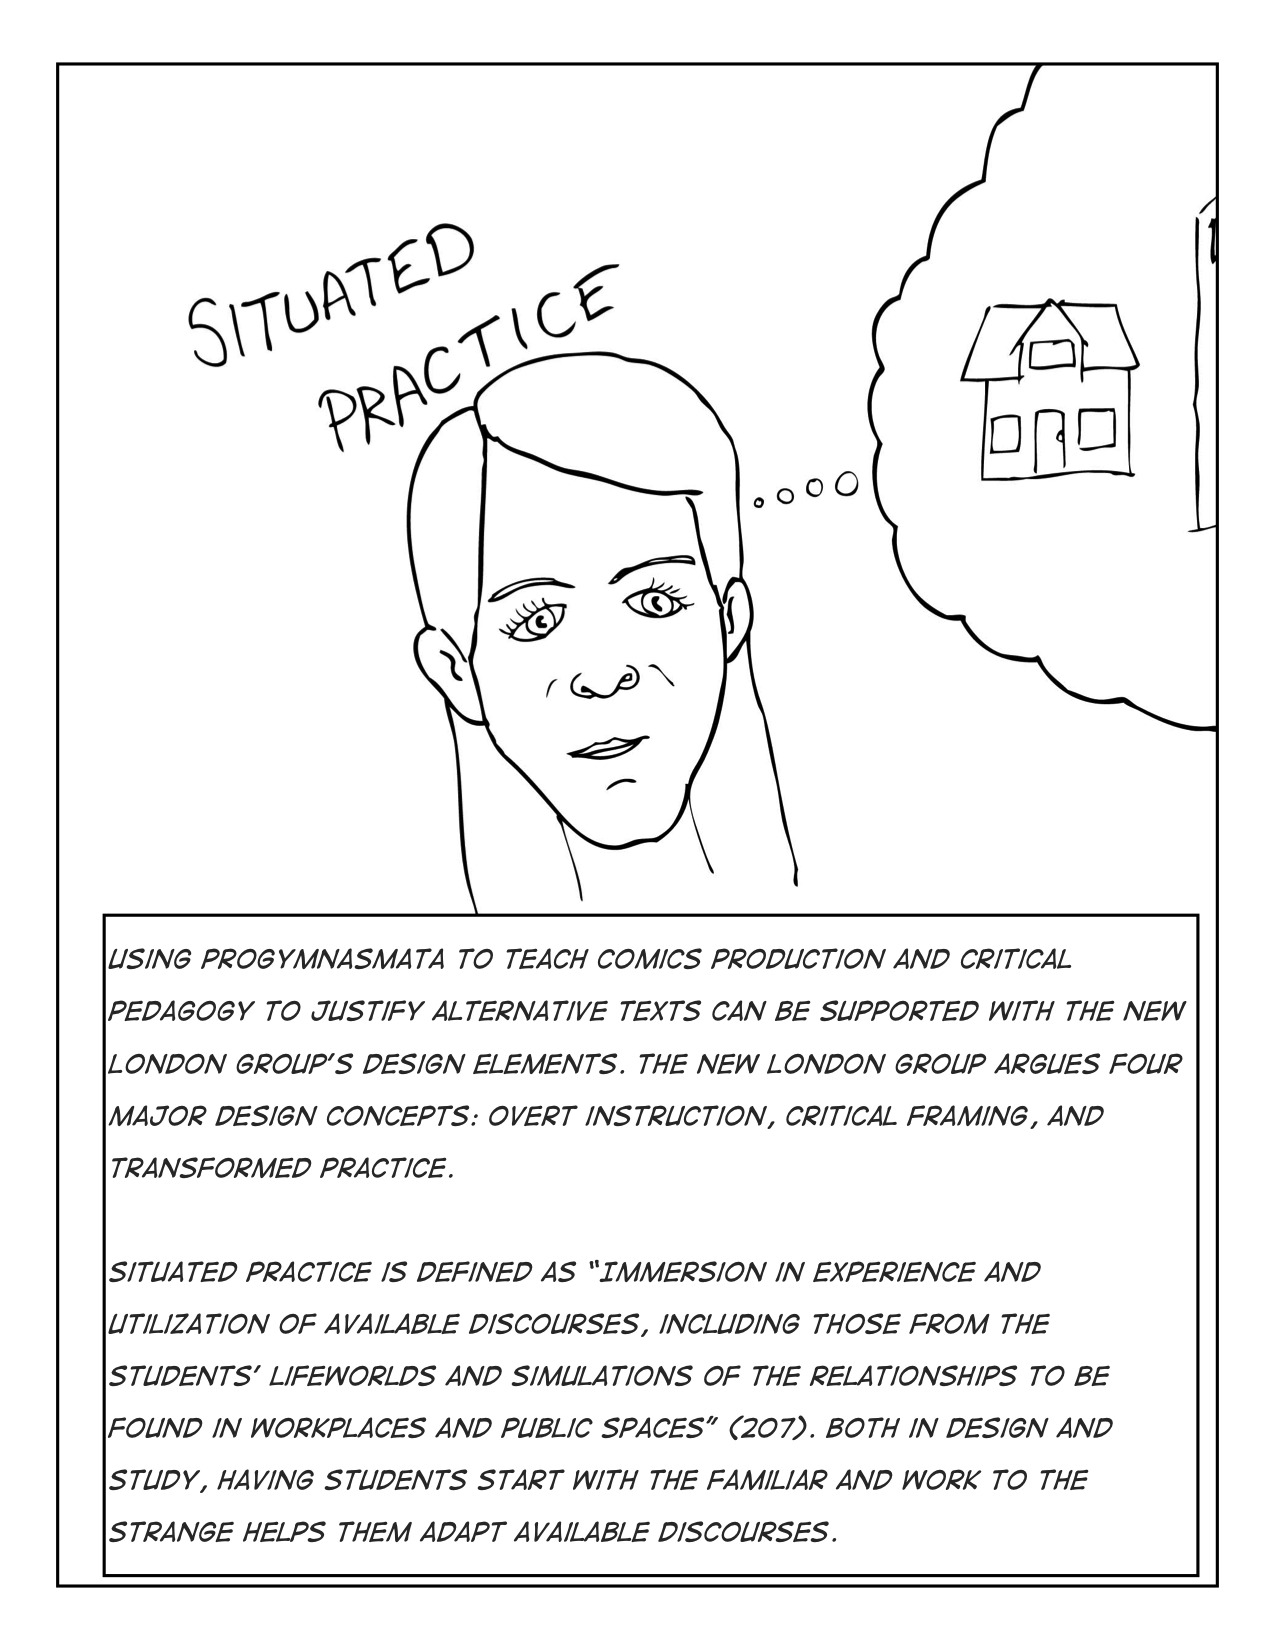 SITUATED
PRACTICE
USING PROGYMNASMATA TO TEACH COMICS PRODUCTION AND CRITICAL
PEDAGOGY TO JUSTIFY ALTERNATIVE TEXTS CAN BE SUPPORTED WITH THE NEW
LONDON GROUP'S DESIGN ELEMENTS. THE NEW LONDON GROUP ARGUES FOUR
MAJOR DESIGN CONCEPTS: OVERT INSTRUCTION, CRITICAL FRAMING, AND
TRANSFORMED PRACTICE.
SITUATED PRACTICE IS DEFINED AS "IMMERSION IN EXPERIENCE AND
UTILIZATION OF AVAILABLE DISCOURSES, INCLUDING THOSE FROM THE
STUDENTS' LIFEWORLDS AND SIMULATIONS OF THE RELATIONSHIPS TO BE
FOUND IN WORKPLACES AND PUBLIC SPACES" (207). BOTH IN DESIGN AND
STUDY, HAVING STUDENTS START WITH THE FAMILIAR AND WORK TO THE
STRANGE HELPS THEM ADAPT AVAILABLE DISCOURSES.